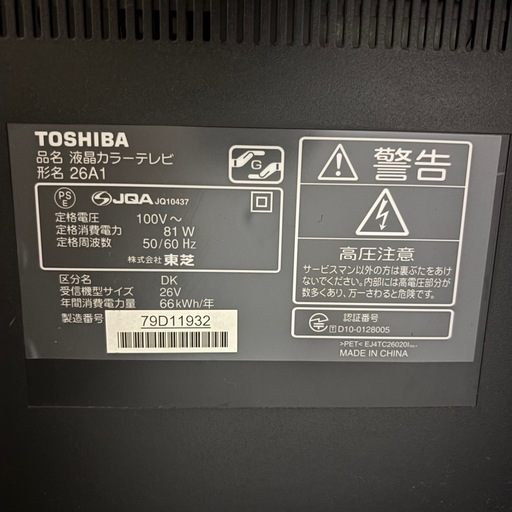 TOSHIBA
品名 液晶カラーテレビ
形名 26A1
G
PS
E
JQA JQ10437
定格電圧 100V～
定格消費電力 81W
定格周波数 50/60Hz
株式会社 東芝
区分名 DK
受信機型サイズ 26V
年間消費電力量 66kWh/年
製造番号 79D11932
警告
高圧注意
サービスマン以外の方は裏ぶたをあけ
ないでください。内部には高電圧部分が
数多くあり、万一さわると危険です。
認証番号
T D10-0128005
>PET< EJ4TC26020I
MADE IN CHINA